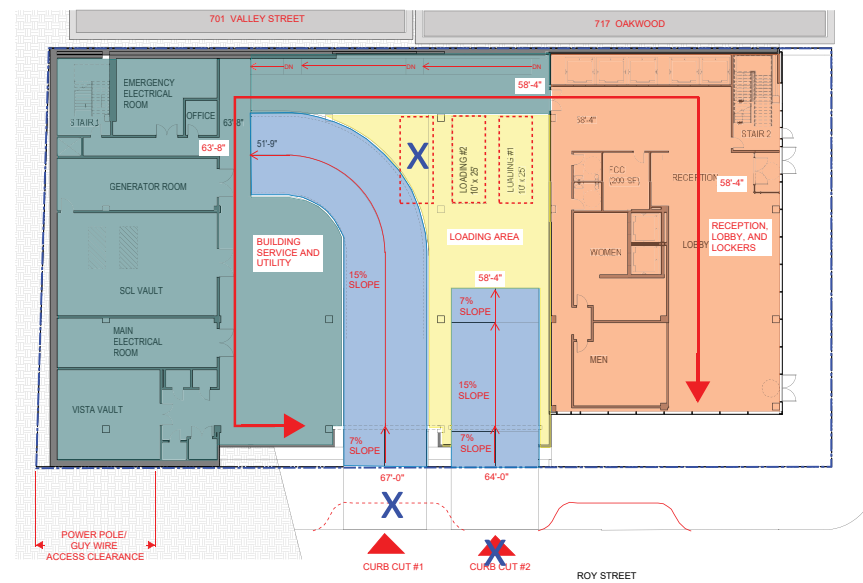 701 VALLEY STREET
717 OAKWOOD
EMERGENCY
ELECTRICAL
ROOM
OFFICE
STAIR 1
63'-8"
63'-8"
51'-9"
DN
DN
DN
58'-4"
58'-4"
STAIR 2
LOADING #2
10' x 25'
LOADING #1
10' x 25'
FCC
(200 SF)
RECEPTION
58'-4"
GENERATOR ROOM
BUILDING
SERVICE AND
UTILITY
LOADING AREA
RECEPTION,
LOBBY, AND
LOCKERS
LOBBY
WOMEN
SCL VAULT
15%
SLOPE
58'-4"
7%
SLOPE
MAIN
ELECTRICAL
ROOM
MEN
15%
SLOPE
VISTA VAULT
7%
SLOPE
7%
SLOPE
67'-0"
64'-0"
X
X
X
POWER POLE/
GUY WIRE
ACCESS CLEARANCE
CURB CUT #1
CURB CUT #2
ROY STREET